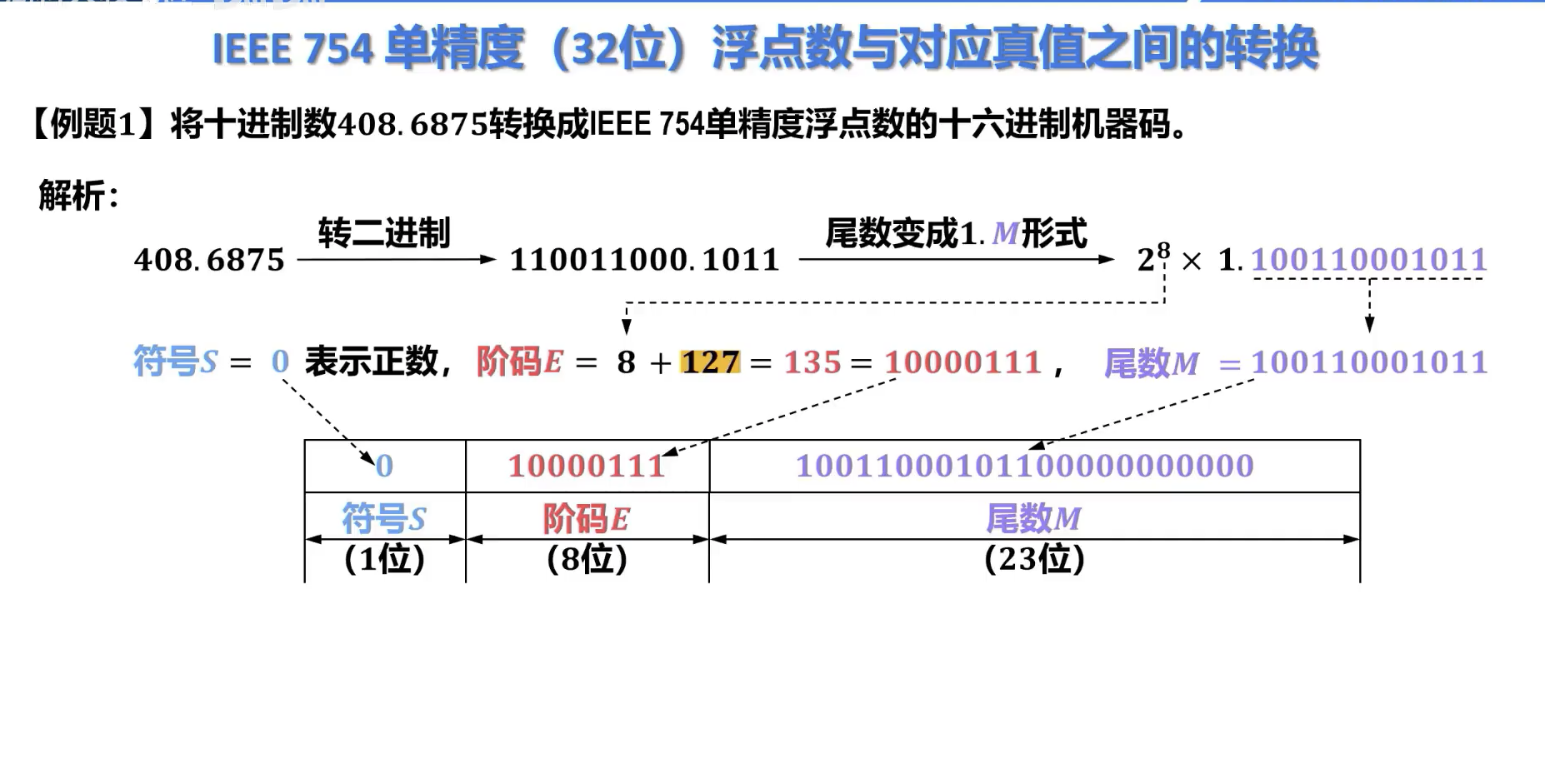 IEEE 754 单精度（32位）浮点数与对应真值之间的转换
【例题1】将十进制数408.6875转换成IEEE 754单精度浮点数的十六进制机器码。
解析：
转二进制 尾数变成1.M形式
408.6875 110011000.1011 2⁸ × 1.100110001011
符号S = 0 表示正数，阶码E = 8 + 127 = 135 = 10000111， 尾数M = 100110001011
0 10000111 10011000101100000000000
符号S 阶码E 尾数M
(1位) (8位) (23位)